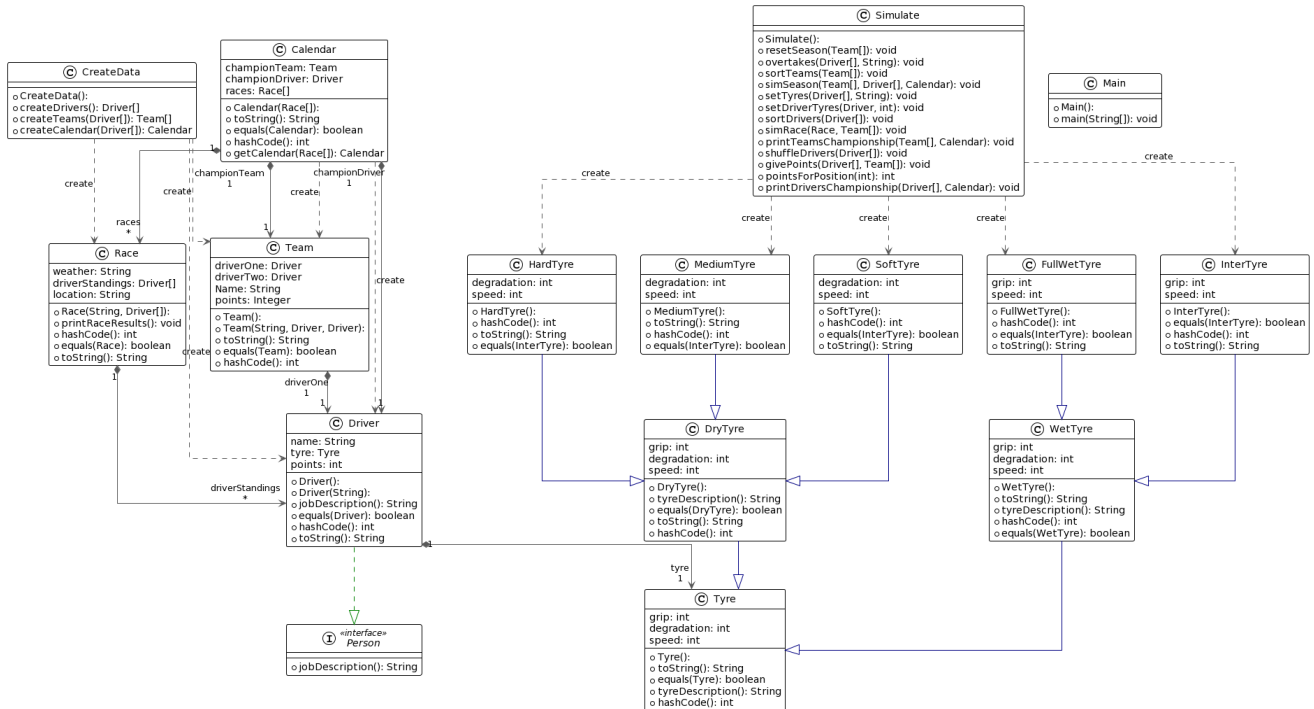 Simulate
Simulate():
resetSeason(Team[]): void
overtakes(Driver[], String): void
sortTeams(Team[]): void
simSeason(Team[], Driver[], Calendar): void
setTyres(Driver[], String): void
setDriverTyres(Driver, int): void
sortDrivers(Driver[]): void
simRace(Race, Team[]): void
printTeamsChampionship(Team[], Calendar): void
shuffleDrivers(Driver[]): void
givePoints(Driver[], Team[]): void
pointsForPosition(int): int
printDriversChampionship(Driver[], Calendar): void
Calendar
championTeam: Team
championDriver: Driver
races: Race[]
Calendar(Race[]):
toString(): String
equals(Calendar): boolean
hashCode(): int
getCalendar(Race[]): Calendar
CreateData
CreateData():
createDrivers(): Driver[]
createTeams(Driver[]): Team[]
createCalendar(Driver[]): Calendar
Main
Main():
main(String[]): void
1
championTeam
1
championDriver
1
create
create
create
races
*
1
create
create
create
create
create
create
create
create
Race
weather: String
driverStandings: Driver[]
location: String
Race(String, Driver[]):
printRaceResults(): void
hashCode(): int
equals(Race): boolean
toString(): String
Team
driverOne: Driver
driverTwo: Driver
Name: String
points: Integer
Team():
Team(String, Driver, Driver):
toString(): String
equals(Team): boolean
hashCode(): int
HardTyre
degradation: int
speed: int
HardTyre():
hashCode(): int
toString(): String
equals(InterTyre): boolean
MediumTyre
degradation: int
speed: int
MediumTyre():
toString(): String
hashCode(): int
equals(InterTyre): boolean
SoftTyre
degradation: int
speed: int
SoftTyre():
hashCode(): int
equals(InterTyre): boolean
toString(): String
FullWetTyre
grip: int
degradation: int
FullWetTyre():
hashCode(): int
equals(InterTyre): boolean
toString(): String
InterTyre
grip: int
degradation: int
InterTyre():
equals(InterTyre): boolean
hashCode(): int
toString(): String
1
driverOne
1
1
1
Driver
name: String
tyre: Tyre
points: int
Driver():
Driver(String):
jobDescription(): String
equals(Driver): boolean
hashCode(): int
toString(): String
driverStandings
*
DryTyre
grip: int
degradation: int
speed: int
DryTyre():
tyreDescription(): String
equals(DryTyre): boolean
toString(): String
hashCode(): int
WetTyre
grip: int
degradation: int
speed: int
WetTyre():
toString(): String
tyreDescription(): String
hashCode(): int
equals(WetTyre): boolean
1
tyre
1
«interface»
Person
jobDescription(): String
Tyre
grip: int
degradation: int
speed: int
Tyre():
toString(): String
equals(Tyre): boolean
tyreDescription(): String
hashCode(): int